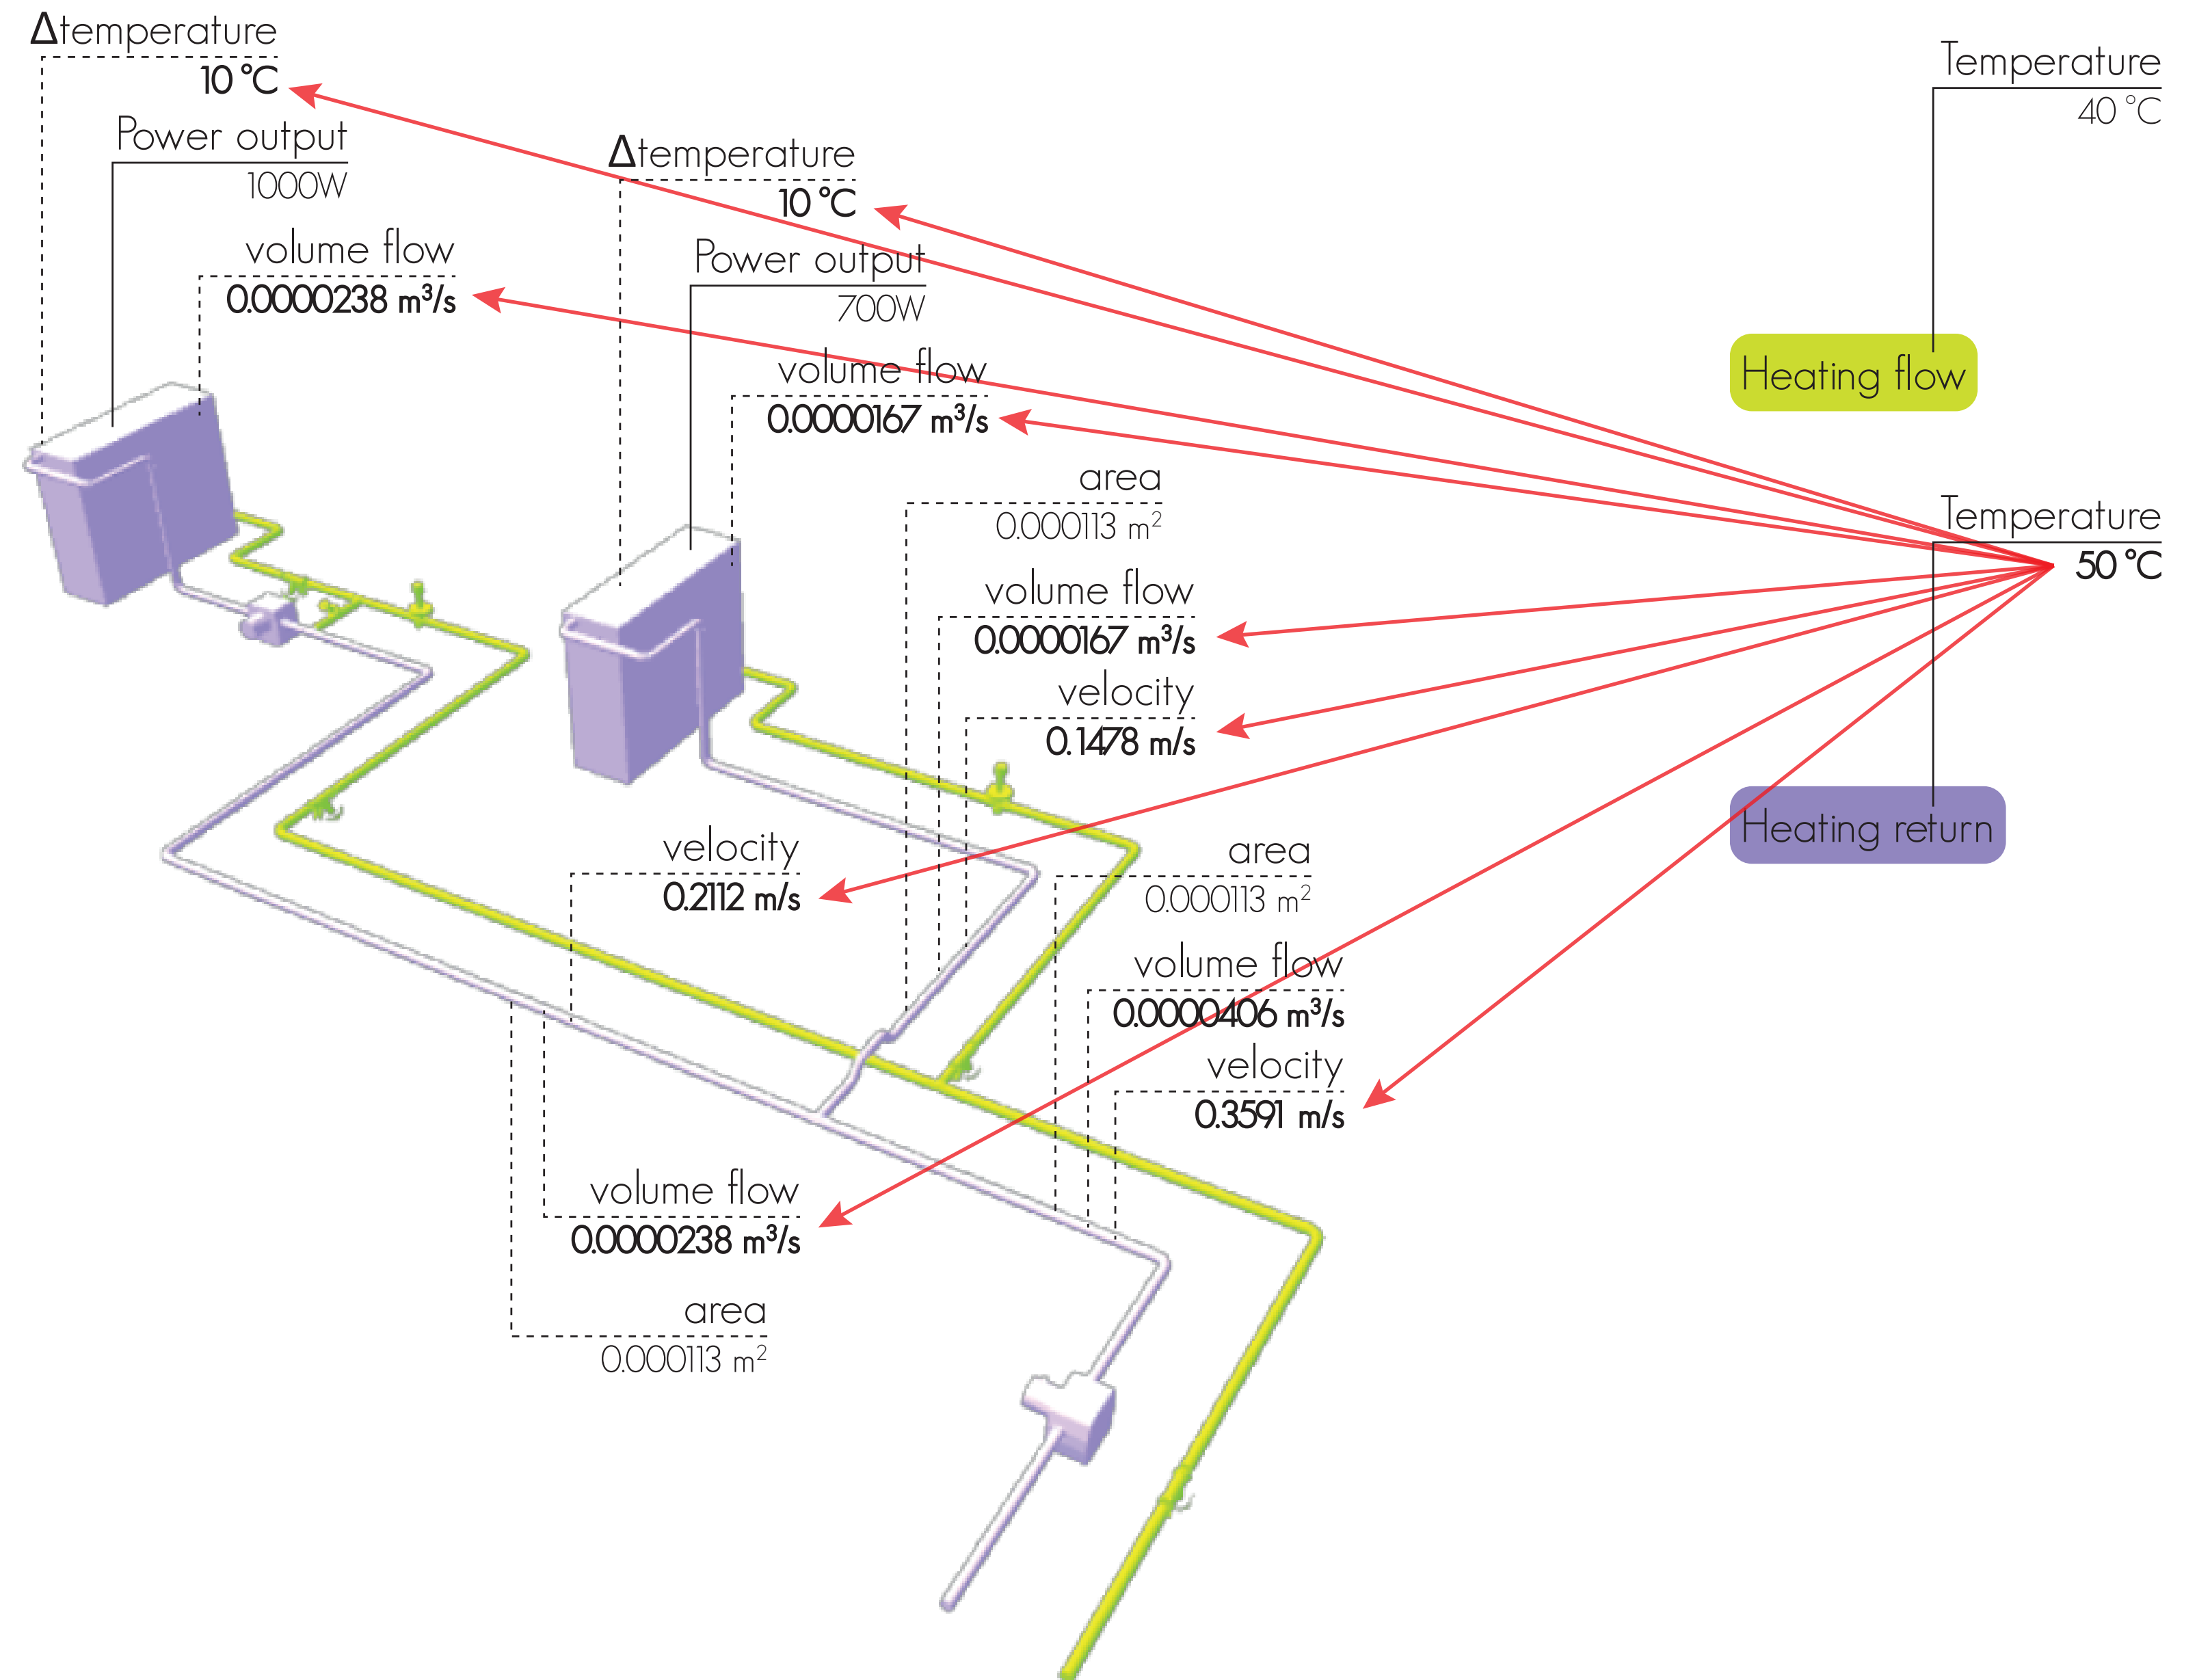 Δtemperature
10 °C
Power output
1000W
volume flow
0.0000238 m³/s
Δtemperature
10 °C
Power output
700W
volume flow
0.0000167 m³/s
area
0.000113 m²
volume flow
0.0000167 m³/s
velocity
0.1478 m/s
velocity
0.2112 m/s
volume flow
0.0000238 m³/s
area
0.000113 m²
area
0.000113 m²
volume flow
0.0000406 m³/s
velocity
0.3591 m/s
Temperature
40 °C
Heating flow
Temperature
50 °C
Heating return